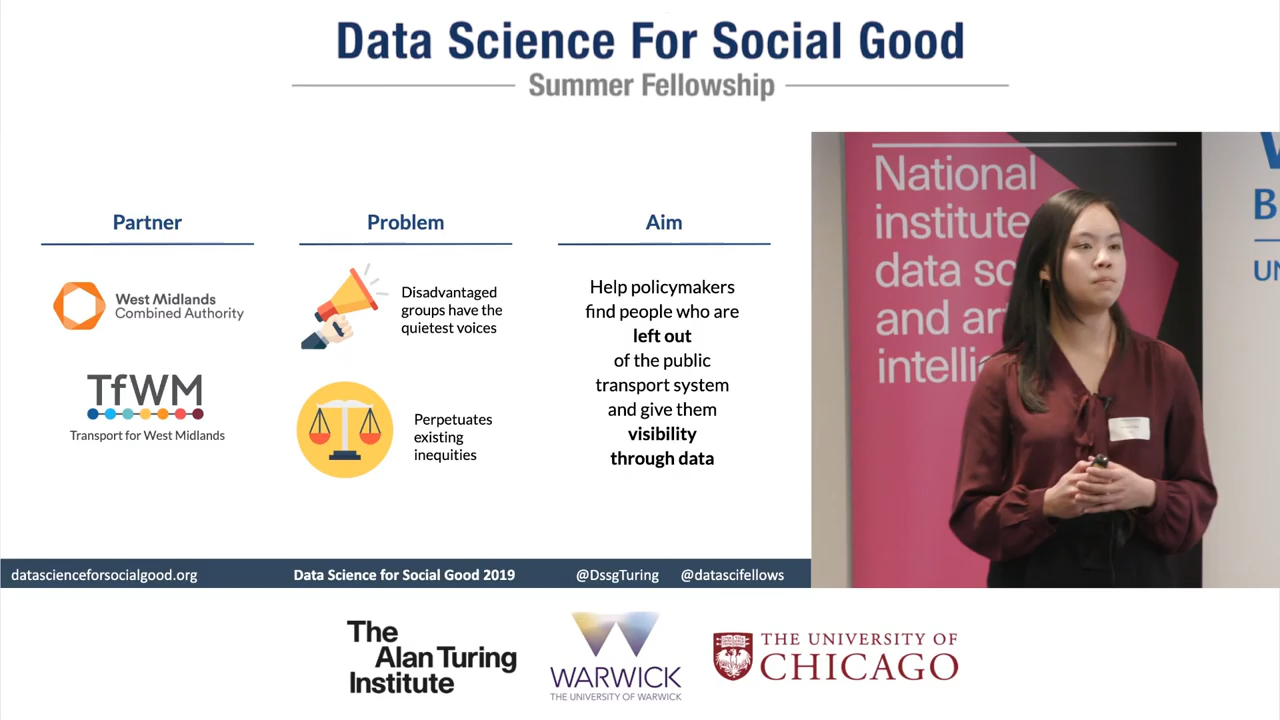 Data Science For Social Good
Summer Fellowship
Partner
Problem
Aim
West Midlands
Combined Authority
TfWM
Transport for West Midlands
Disadvantaged
groups have the
quietest voices
Perpetuates
existing
inequities
Help policymakers
find people who are
left out
of the public
transport system
and give them
visibility
through data
National
institute
data sc
and ar
intelli
B
UN
datascienceforsocialgood.org
Data Science for Social Good 2019
@DssgTuring
@datascifellows
The
Alan Turing
Institute
WARWICK
THE UNIVERSITY OF WARWICK
THE UNIVERSITY OF
CHICAGO